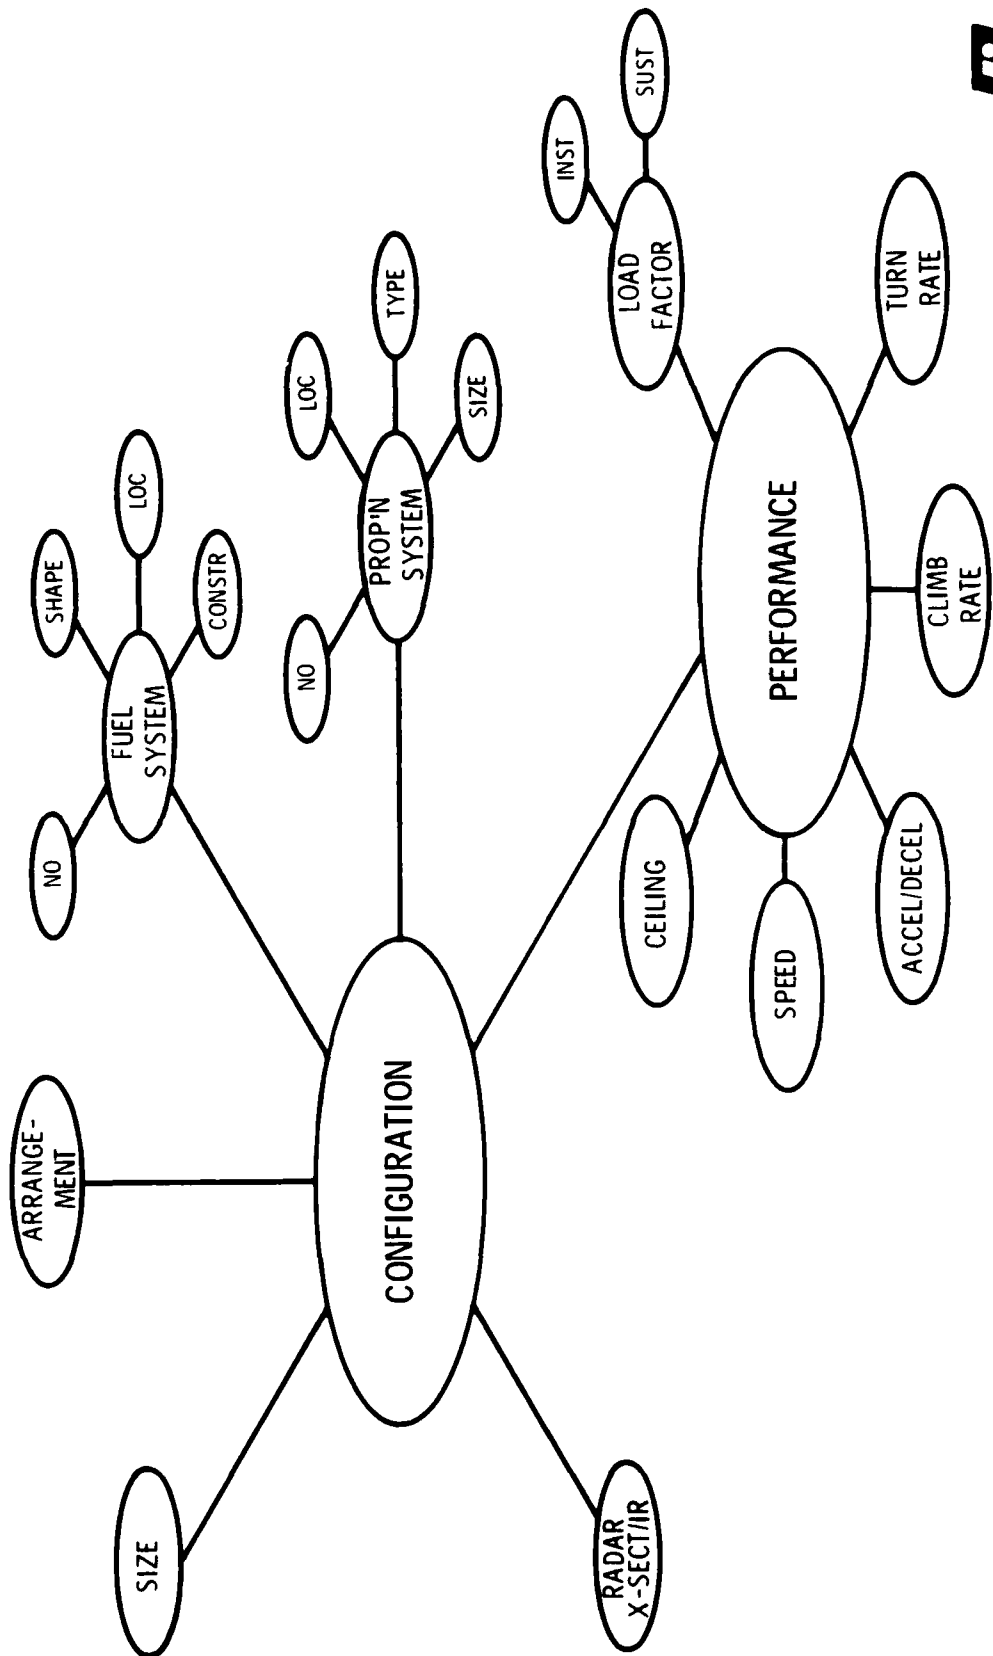 SIZE
ARRANGE-
MENT
NO
FUEL
SYSTEM
SHAPE
LOC
CONSTR
NO
PROP'N
SYSTEM
LOC
TYPE
SIZE
CONFIGURATION
RADAR
X-SECT/IR
CEILING
SPEED
ACCEL/DECEL
PERFORMANCE
CLIMB
RATE
TURN
RATE
LOAD
FACTOR
INST
SUST